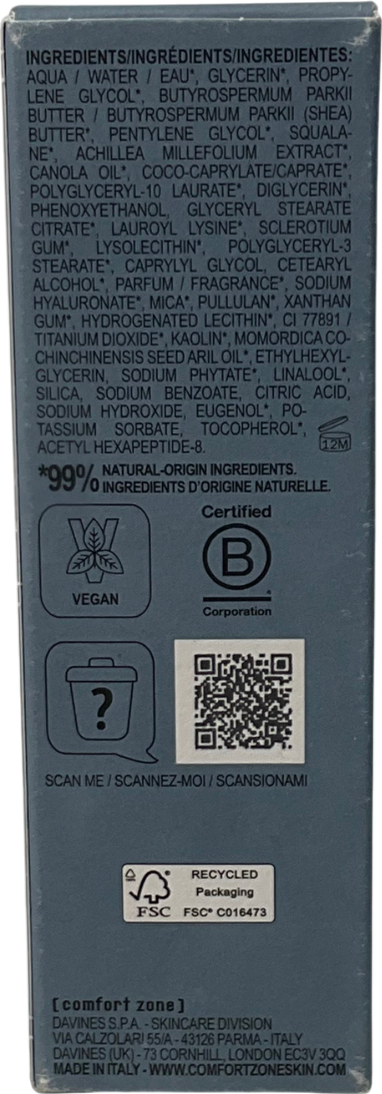 INGREDIENTS/INGRÉDIENTS/INGREDIENTES:
AQUA / WATER / EAU*, GLYCERIN*, PROPY-
LENE GLYCOL*, BUTYROSPERMUM PARKII
BUTTER / BUTYROSPERMUM PARKII (SHEA)
BUTTER*, PENTYLENE GLYCOL*, SQUALA-
NE*, ACHILLEA MILLEFOLIUM EXTRACT*,
CANOLA OIL*, COCO-CAPRYLATE/CAPRATE*,
POLYGLYCERYL-10 LAURATE*, DIGLYCERIN*,
PHENOXYETHANOL, GLYCERYL STEARATE
CITRATE*, LAUROYL LYSINE*, SCLEROTIUM
GUM*, LYSOLECITHIN*, POLYGLYCERYL-3
STEARATE*, CAPRYLYL GLYCOL, CETEARYL
ALCOHOL*, PARFUM / FRAGRANCE*, SODIUM
HYALURONATE*, MICA*, PULLULAN*, XANTHAN
GUM*, HYDROGENATED LECITHIN*, CI 77891 /
TITANIUM DIOXIDE*, KAOLIN*, MOMORDICA CO-
CHINCHINENSIS SEED ARIL OIL*, ETHYLHEXYL-
GLYCERIN, SODIUM PHYTATE*, LINALOOL*,
SILICA, SODIUM BENZOATE, CITRIC ACID,
SODIUM HYDROXIDE, EUGENOL*, PO-
TASSIUM SORBATE, TOCOPHEROL*,
ACETYL HEXAPEPTIDE-8.
12M
*99% NATURAL-ORIGIN INGREDIENTS.
INGREDIENTS D'ORIGINE NATURELLE.
V
VEGAN
Certified
B
Corporation
?
SCAN ME / SCANNEZ-MOI / SCANSIONAMI
FSC
RECYCLED
Packaging
FSC® C016473
[comfort zone]
DAVINES S.P.A. - SKINCARE DIVISION
VIA CALZOLARI 55/A - 43126 PARMA - ITALY
DAVINES (UK) - 73 CORNHILL, LONDON EC3V 3QQ
MADE IN ITALY - WWW.COMFORTZONESKIN.COM